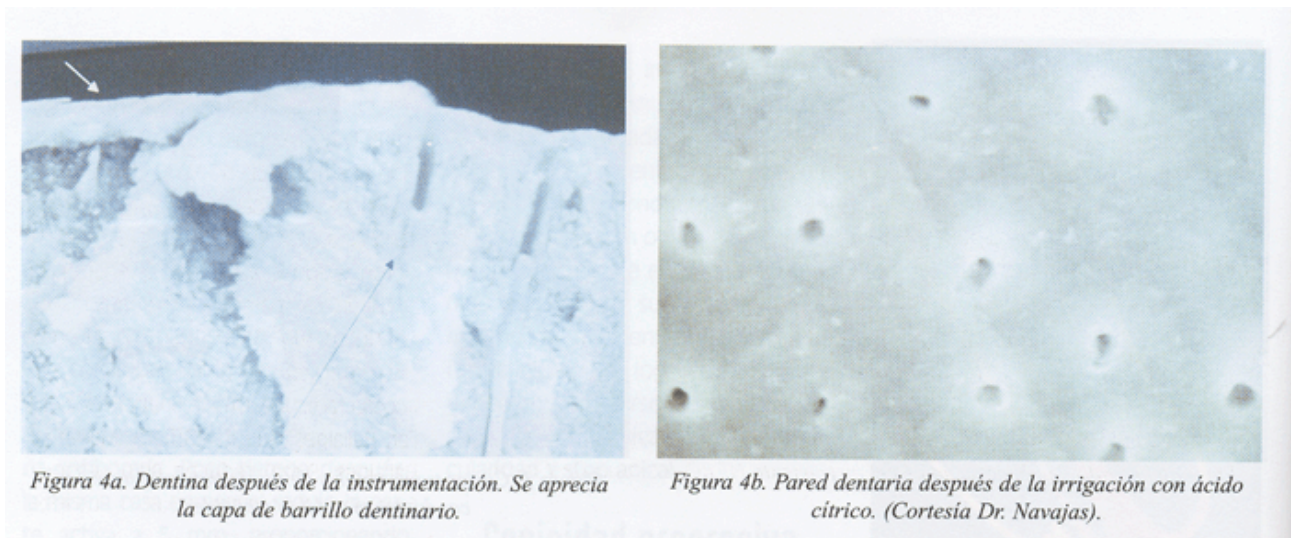 Figura 4a. Dentina después de la instrumentación. Se aprecia
la capa de barrillo dentinario.
Figura 4b. Pared dentaria después de la irrigación con ácido
cítrico. (Cortesía Dr. Navajas).